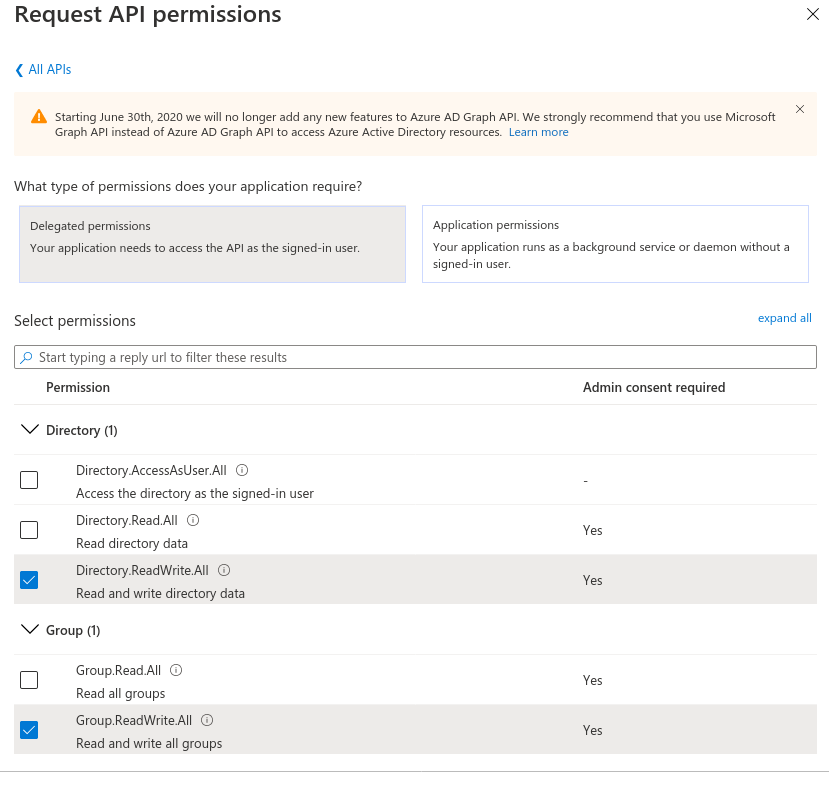 Request API permissions
All APIs
Starting June 30th, 2020 we will no longer add any new features to Azure AD Graph API. We strongly recommend that you use Microsoft
Graph API instead of Azure AD Graph API to access Azure Active Directory resources. Learn more
What type of permissions does your application require?
Delegated permissions
Your application needs to access the API as the signed-in user.
Application permissions
Your application runs as a background service or daemon without a
signed-in user.
Select permissions
expand all
Start typing a reply url to filter these results
Permission Admin consent required
Directory (1)
Directory.AccessAsUser.All
Access the directory as the signed-in user
-
Directory.Read.All
Read directory data
Yes
Directory.ReadWrite.All
Read and write directory data
Yes
Group (1)
Group.Read.All
Read all groups
Yes
Group.ReadWrite.All
Read and write all groups
Yes